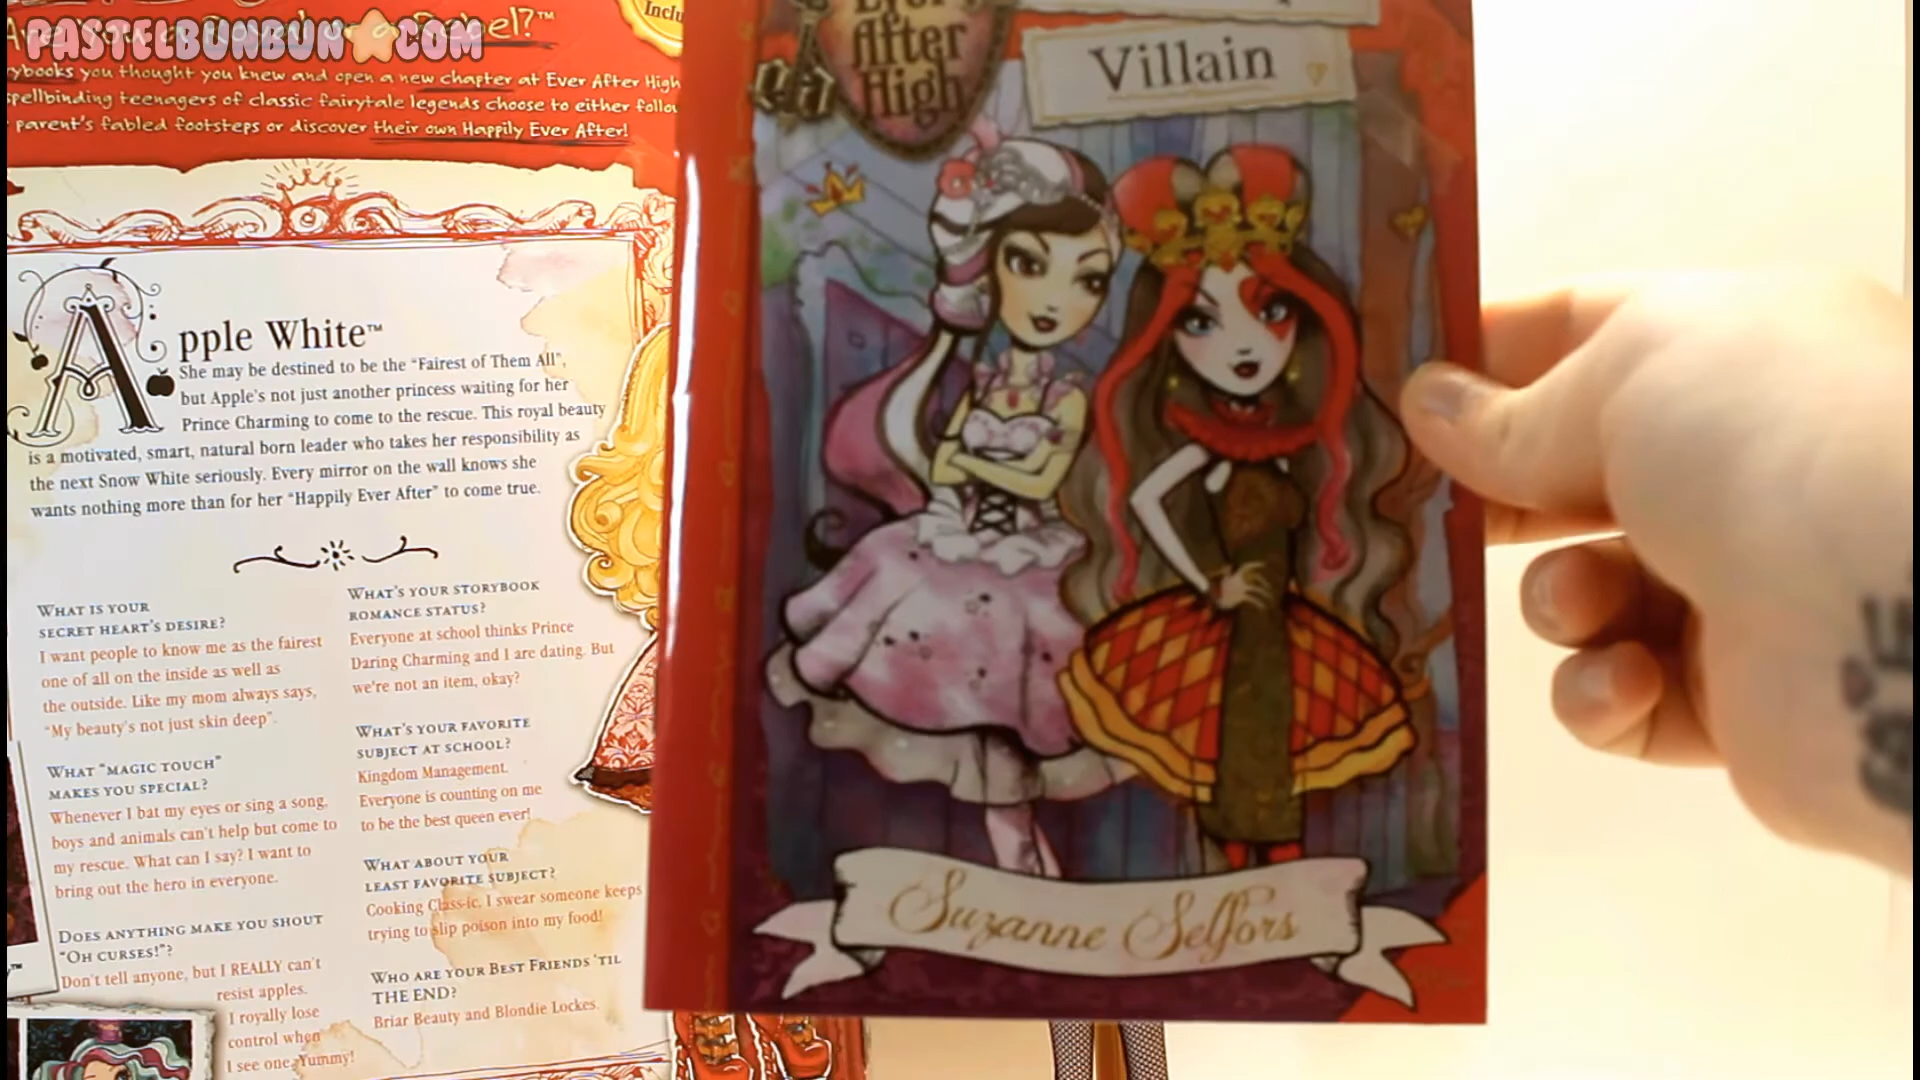 PASTELBUNBUN★COM
Are You a Royal or a Rebel?™
Inclu
ybooks you thought you knew and open a new chapter at Ever After High
spellbinding teenagers of classic fairytale legends choose to either follow
parent's fabled footsteps or discover their own Happily Ever After!
Apple White™
She may be destined to be the "Fairest of Them All",
but Apple's not just another princess waiting for her
Prince Charming to come to the rescue. This royal beauty
is a motivated, smart, natural born leader who takes her responsibility as
the next Snow White seriously. Every mirror on the wall knows she
wants nothing more than for her "Happily Ever After" to come true.
WHAT IS YOUR
SECRET HEART'S DESIRE?
I want people to know me as the fairest
one of all on the inside as well as
the outside. Like my mom always says,
"My beauty's not just skin deep".
WHAT "MAGIC TOUCH"
MAKES YOU SPECIAL?
Whenever I bat my eyes or sing a song,
boys and animals can't help but come to
my rescue. What can I say? I want to
bring out the hero in everyone.
DOES ANYTHING MAKE YOU SHOUT
"OH CURSES!"?
Don't tell anyone, but I REALLY can't
resist apples.
I royally lose
control when
I see one. Yummy!
WHAT'S YOUR STORYBOOK
ROMANCE STATUS?
Everyone at school thinks Prince
Daring Charming and I are dating. But
we're not an item, okay?
WHAT'S YOUR FAVORITE
SUBJECT AT SCHOOL?
Kingdom Management.
Everyone is counting on me
to be the best queen ever!
WHAT ABOUT YOUR
LEAST FAVORITE SUBJECT?
Cooking Class-ic. I swear someone keeps
trying to slip poison into my food!
WHO ARE YOUR BEST FRIENDS 'TIL
THE END?
Briar Beauty and Blondie Lockes.
Ever
After
High
Villain
Suzanne Selfors